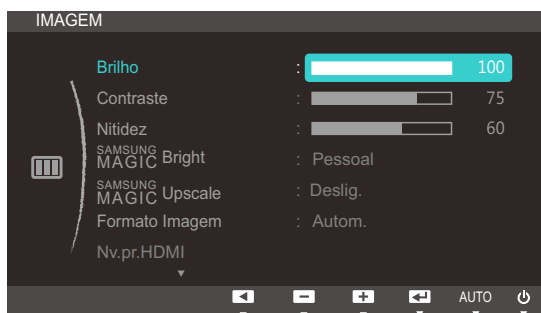 IMAGEM
Brilho : 100
Contraste : 75
Nitidez : 60
SAMSUNG MAGIC Bright : Pessoal
SAMSUNG MAGIC Upscale : Deslig.
Formato Imagem : Autom.
Nv.pr.HDMI
AUTO